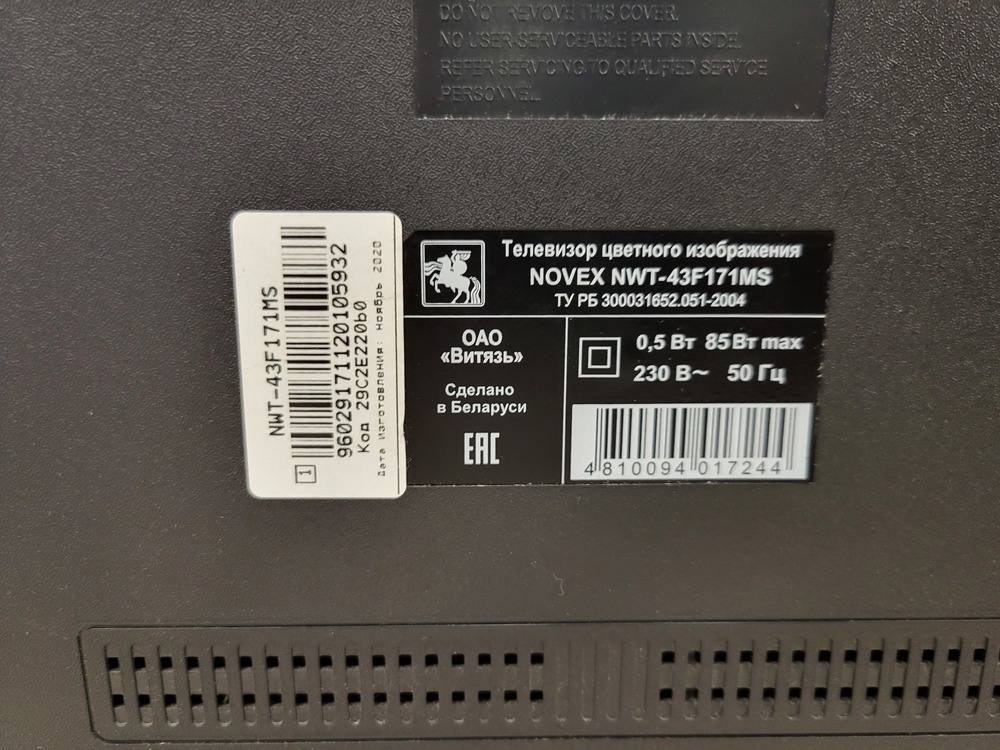 DO NOT REMOVE THIS COVER.
NO USER-SERVICEABLE PARTS INSIDE.
REFER SERVICING TO QUALIFIED SERVICE
PERSONNEL.
NWT-43F171MS
96029171120105932
Код 29C2E220b0
Дата Изготовления: ноябрь 2020
1
Телевизор цветного изображения
NOVEX NWT-43F171MS
ТУ РБ 300031652.051-2004
ОАО
«Витязь»
Сделано
в Беларуси
EAC
0,5 Вт 85 Вт max
230 В~ 50 Гц
4 810094 017244